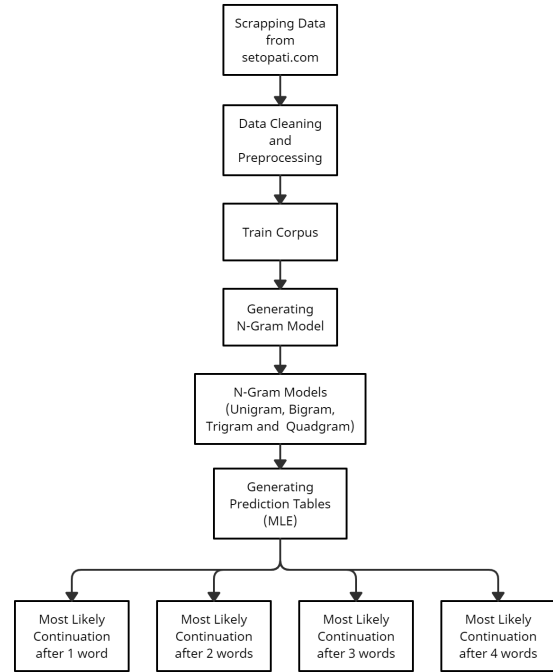 Scrapping Data
from
setopati.com
Data Cleaning
and
Preprocessing
Train Corpus
Generating
N-Gram Model
N-Gram Models
(Unigram, Bigram,
Trigram and Quadgram)
Generating
Prediction Tables
(MLE)
Most Likely
Continuation
after 1 word
Most Likely
Continuation
after 2 words
Most Likely
Continuation
after 3 words
Most Likely
Continuation
after 4 words